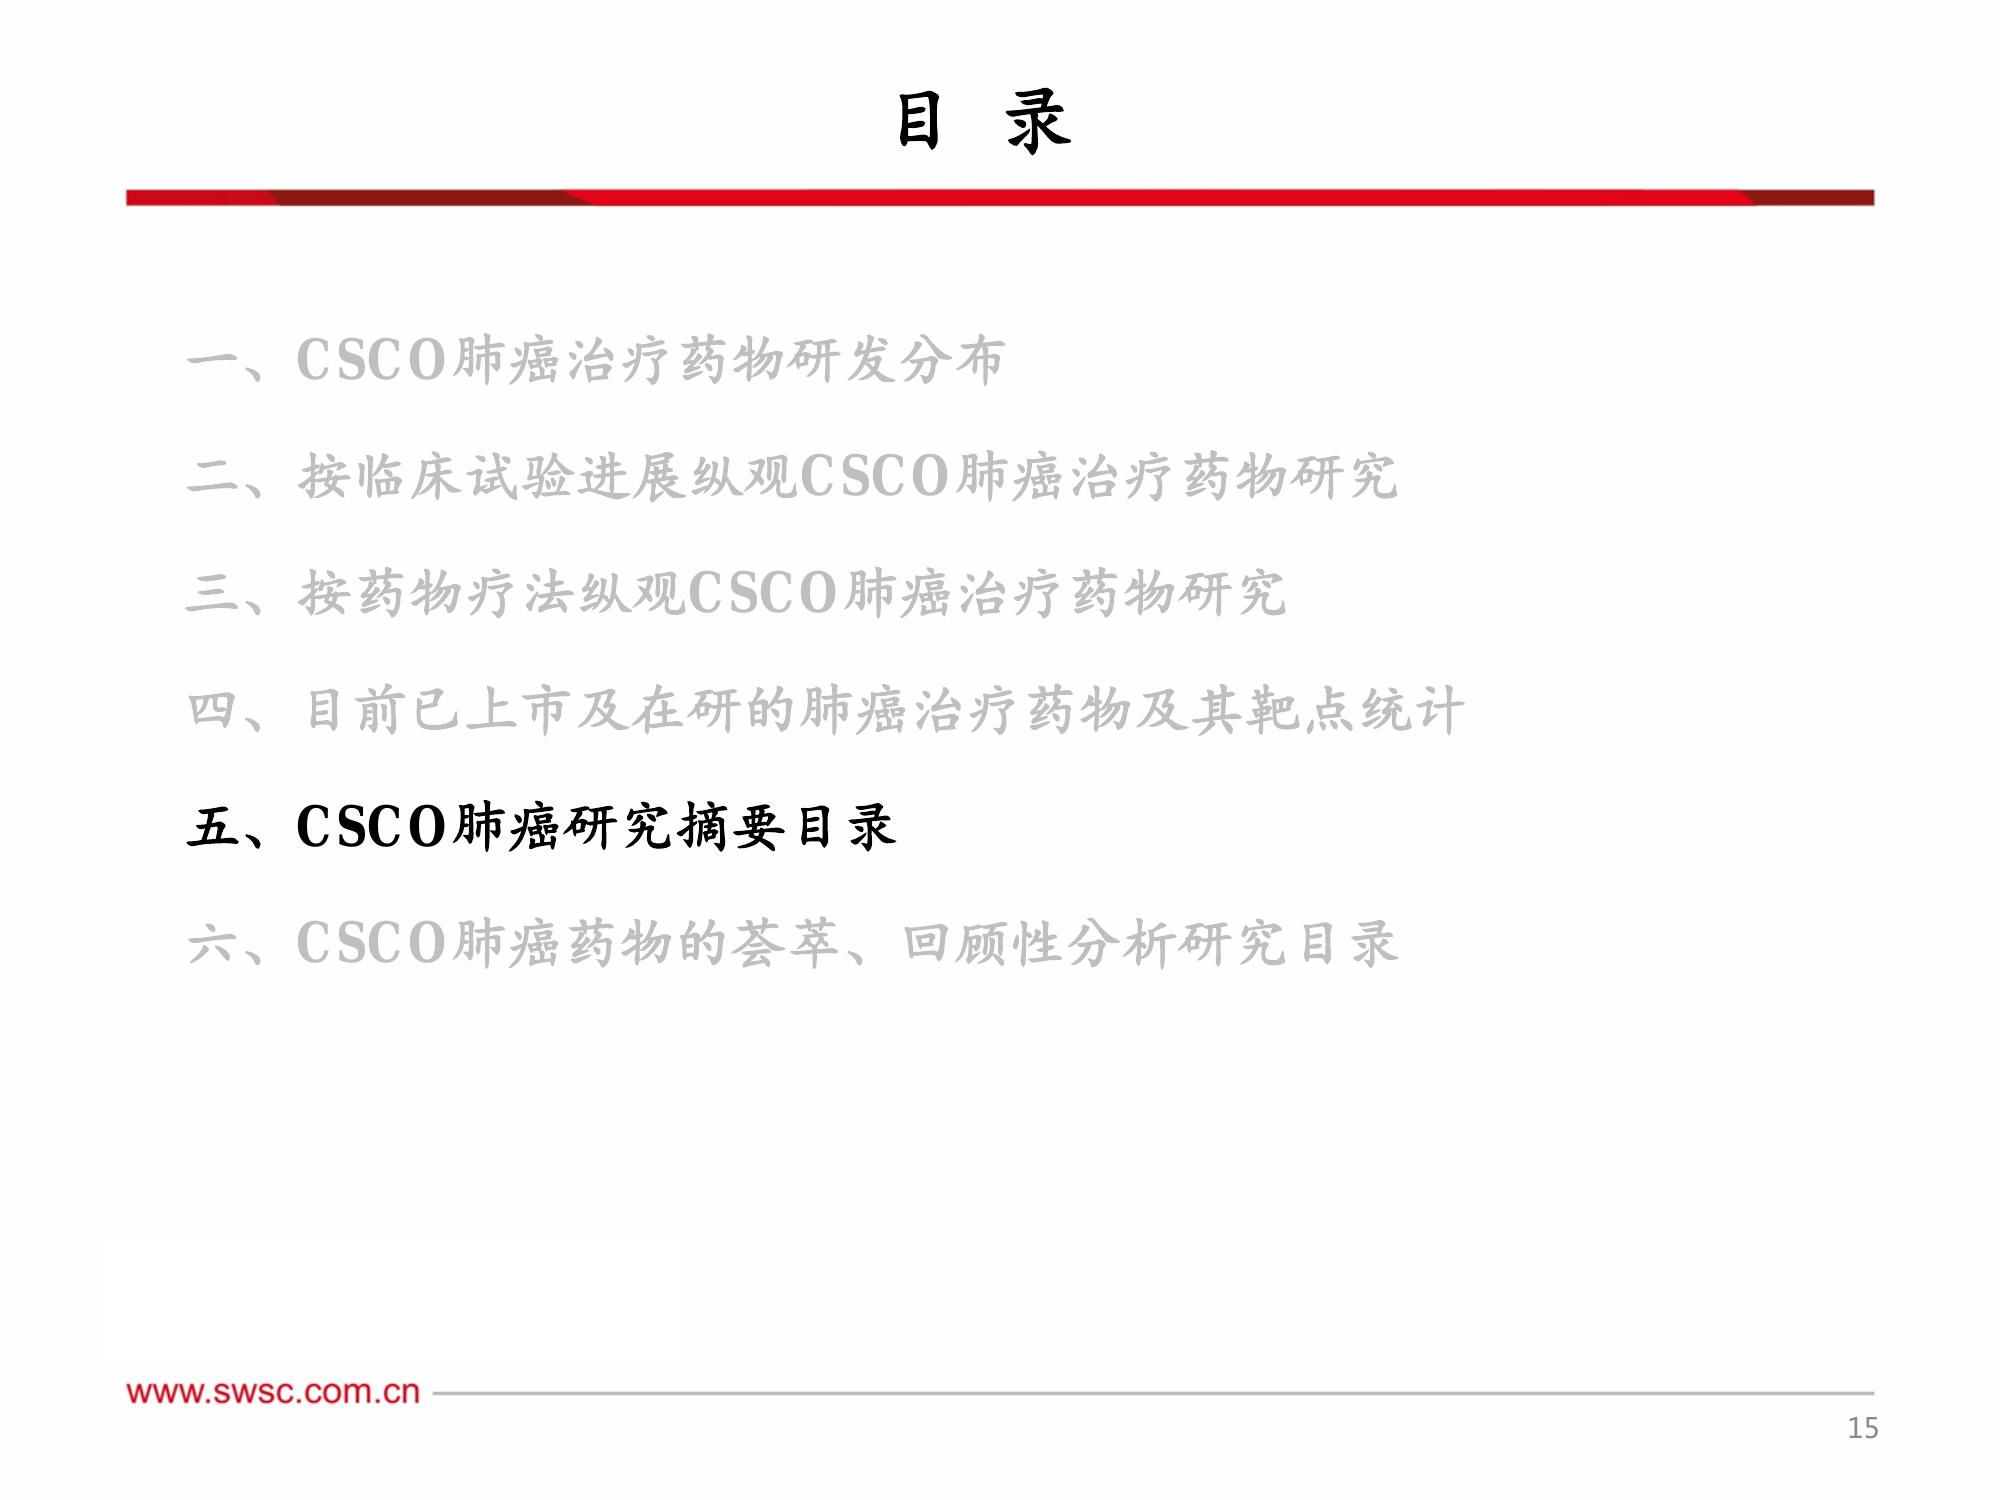 目 录
一、CSCO肺癌治疗药物研发分布
二、按临床试验进展纵观CSCO肺癌治疗药物研究
三、按药物疗法纵观CSCO肺癌治疗药物研究
四、目前已上市及在研的肺癌治疗药物及其靶点统计
五、CSCO肺癌研究摘要目录
六、CSCO肺癌药物的荟萃、回顾性分析研究目录
www.swsc.com.cn
15